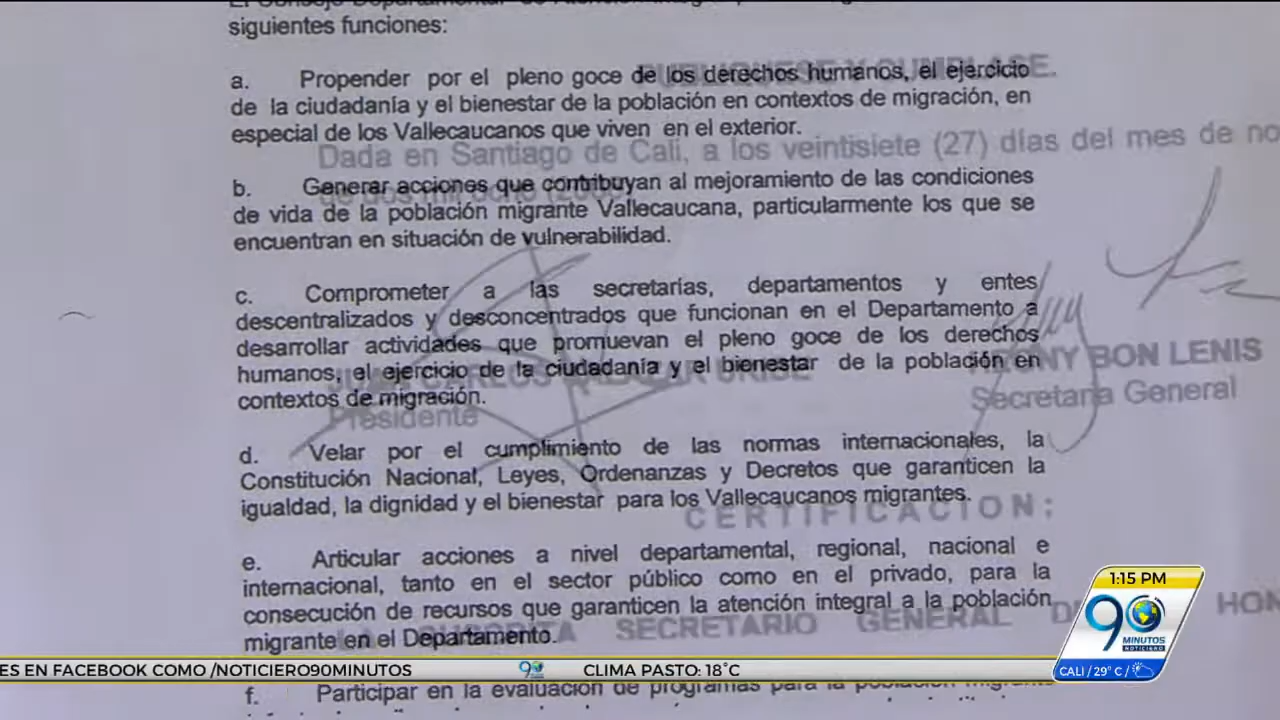 siguientes funciones:
a. Propender por el pleno goce de los derechos humanos, el ejercicio
de la ciudadanía y el bienestar de la población en contextos de migración, en
especial de los Vallecaucanos que viven en el exterior.
PUBLIQUESE Y CUMPLASE.
Dada en Santiago de Cali, a los veintisiete (27) días del mes de no
b. Generar acciones que contribuyan al mejoramiento de las condiciones
de vida de la población migrante Vallecaucana, particularmente los que se
encuentran en situación de vulnerabilidad.
c. Comprometer a las secretarías, departamentos y entes
descentralizados y desconcentrados que funcionan en el Departamento a
desarrollar actividades que promuevan el pleno goce de los derechos
humanos, el ejercicio de la ciudadanía y el bienestar de la población en
contextos de migración.
BON LENIS
Presidente
Secretaria General
d. Velar por el cumplimiento de las normas internacionales, la
Constitución Nacional, Leyes, Ordenanzas y Decretos que garanticen la
igualdad, la dignidad y el bienestar para los Vallecaucanos migrantes.
CERTIFICACION:
e. Articular acciones a nivel departamental, regional, nacional e
internacional, tanto en el sector público como en el privado, para la
consecución de recursos que garanticen la atención integral a la población
migrante en el Departamento.
SECRETARIO GENERAL
f. Participar en la evaluación de programas para la población
1:15 PM
90
MINUTOS
NOTICIERO
CALI / 29°C /
ES EN FACEBOOK COMO /NOTICIERO90MINUTOS 90 CLIMA PASTO: 18°C